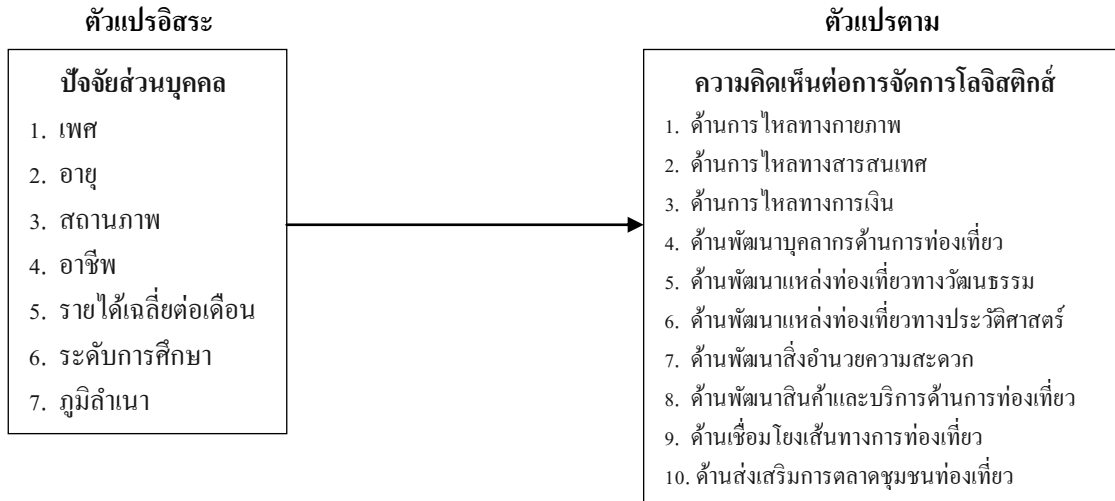 ตัวแปรอิสระ
ปัจจัยส่วนบุคคล
1. เพศ
2. อายุ
3. สถานภาพ
4. อาชีพ
5. รายได้เฉลี่ยต่อเดือน
6. ระดับการศึกษา
7. ภูมิลำเนา
ตัวแปรตาม
ความคิดเห็นต่อการจัดการโลจิสติกส์
1. ด้านการไหลทางกายภาพ
2. ด้านการไหลทางสารสนเทศ
3. ด้านการไหลทางการเงิน
4. ด้านพัฒนาบุคลากรด้านการท่องเที่ยว
5. ด้านพัฒนาแหล่งท่องเที่ยวทางวัฒนธรรม
6. ด้านพัฒนาแหล่งท่องเที่ยวทางประวัติศาสตร์
7. ด้านพัฒนาสิ่งอำนวยความสะดวก
8. ด้านพัฒนาสินค้าและบริการด้านการท่องเที่ยว
9. ด้านเชื่อมโยงเส้นทางการท่องเที่ยว
10. ด้านส่งเสริมการตลาดชุมชนท่องเที่ยว